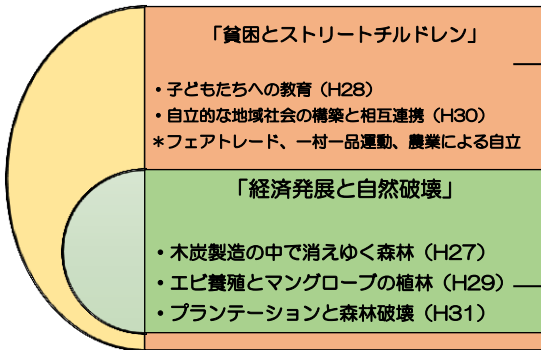 「貧困とストリートチルドレン」
・子どもたちへの教育（H28）
・自立的な地域社会の構築と相互連携（H30）
＊フェアトレード、一村一品運動、農業による自立
「経済発展と自然破壊」
・木炭製造の中で消えゆく森林（H27）
・エビ養殖とマングローブの植林（H29）
・プランテーションと森林破壊（H31）